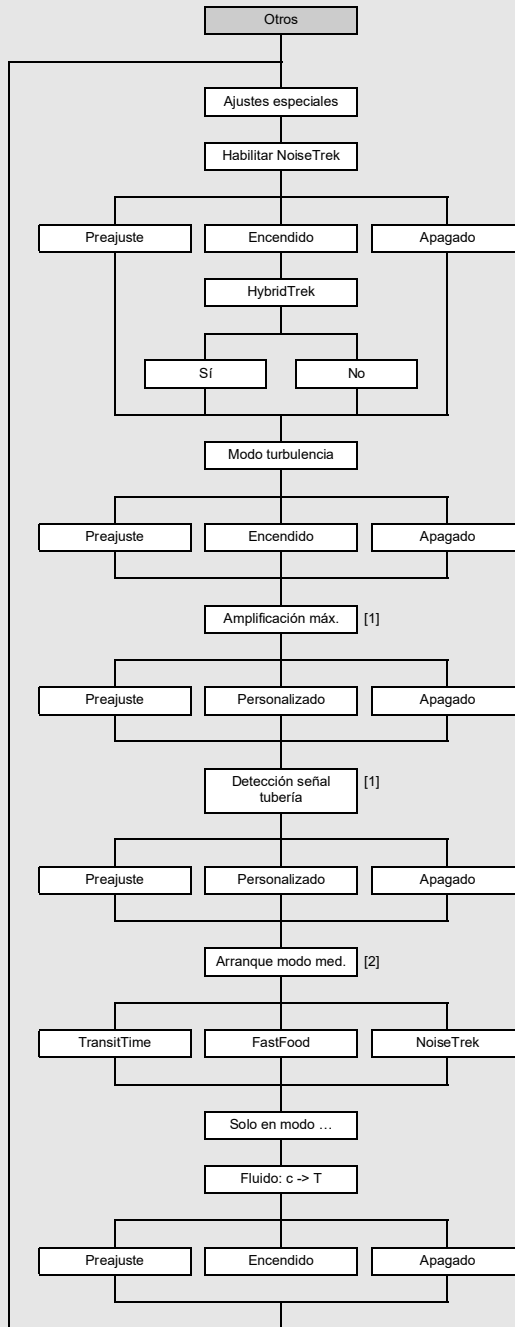 Otros
Ajustes especiales
Habilitar NoiseTrek
Preajuste
Encendido
Apagado
HybridTrek
Sí
No
Modo turbulencia
Preajuste
Encendido
Apagado
Amplificación máx. [1]
Preajuste
Personalizado
Apagado
Detección señal [1]
tubería
Preajuste
Personalizado
Apagado
Arranque modo med. [2]
TransitTime
FastFood
NoiseTrek
Solo en modo …
Fluido: c -> T
Preajuste
Encendido
Apagado